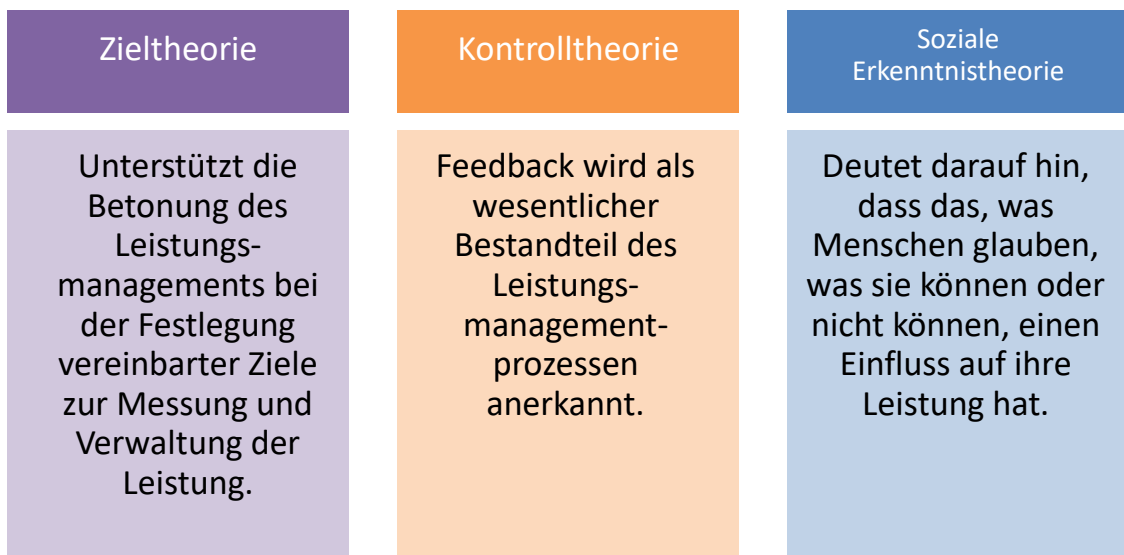 Zieltheorie
Unterstützt die
Betonung des
Leistungs-
managements bei
der Festlegung
vereinbarter Ziele
zur Messung und
Verwaltung der
Leistung.
Kontrolltheorie
Feedback wird als
wesentlicher
Bestandteil des
Leistungs-
management-
prozessen
anerkannt.
Soziale
Erkenntnistheorie
Deutet darauf hin,
dass das, was
Menschen glauben,
was sie können oder
nicht können, einen
Einfluss auf ihre
Leistung hat.